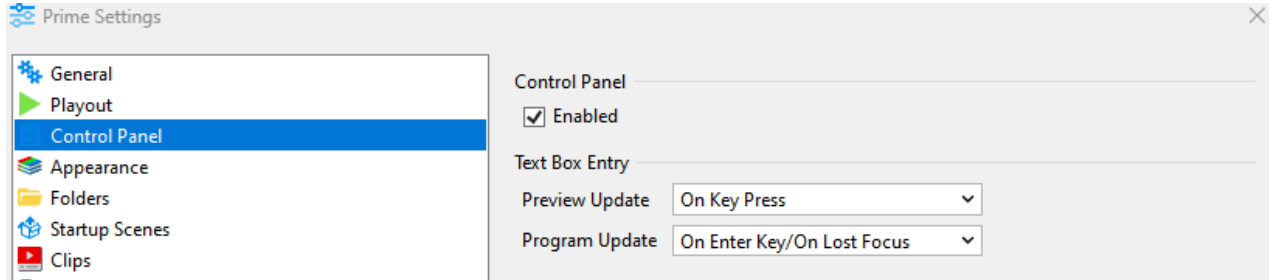 Prime Settings
General
Playout
Control Panel
Appearance
Folders
Startup Scenes
Clips
Control Panel
Enabled
Text Box Entry
Preview Update On Key Press
Program Update On Enter Key/On Lost Focus